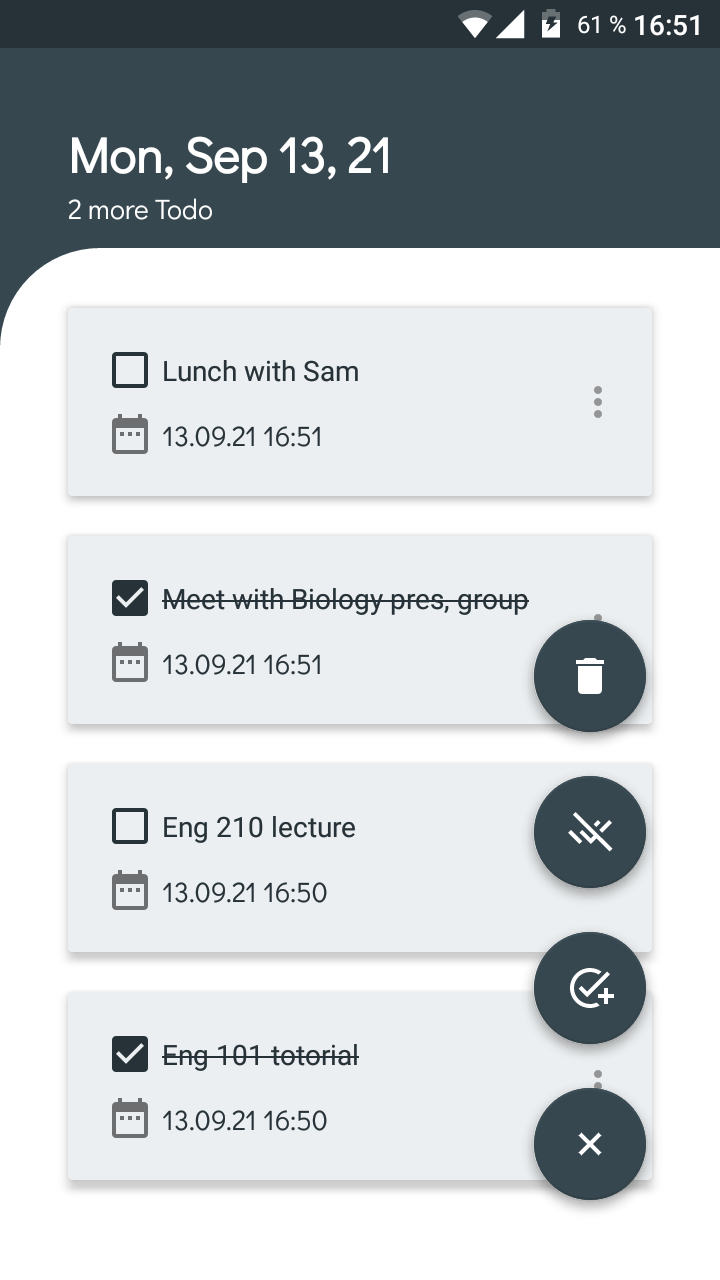 61 % 16:51
Mon, Sep 13, 21
2 more Todo
Lunch with Sam
13.09.21 16:51
Meet with Biology pres, group
13.09.21 16:51
Eng 210 lecture
13.09.21 16:50
Eng 101 totorial
13.09.21 16:50